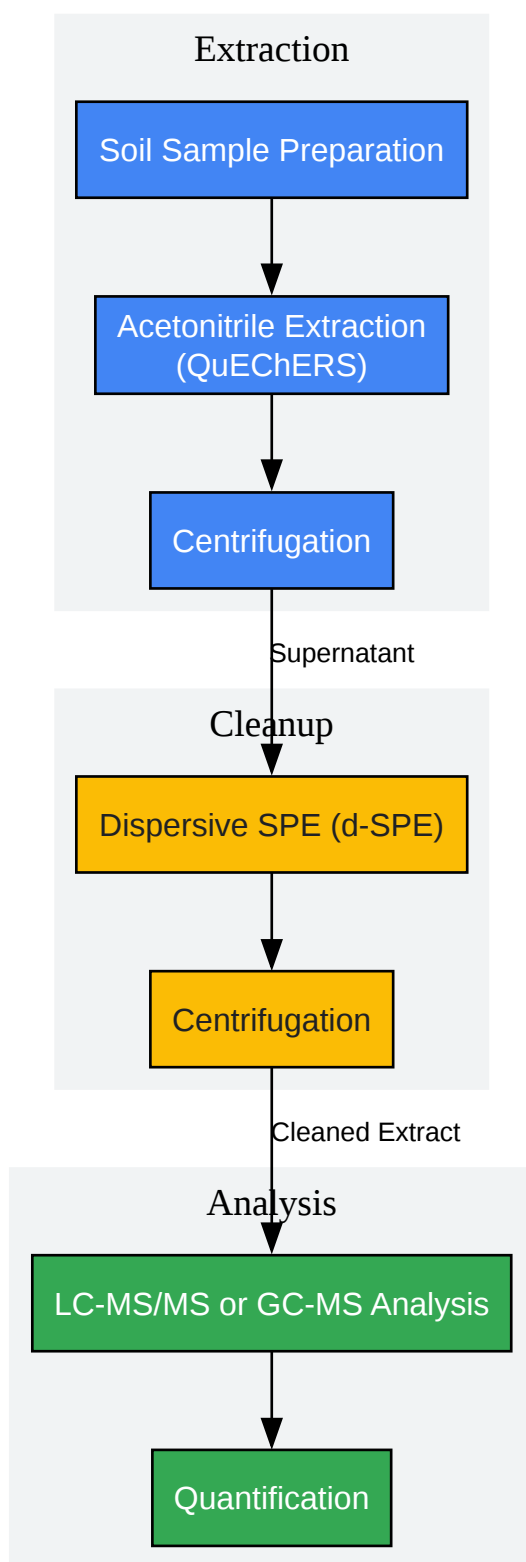 Extraction
Soil Sample Preparation
Acetonitrile Extraction
(QuEChERS)
Centrifugation
Supernatant
Cleanup
Dispersive SPE (d-SPE)
Centrifugation
Cleaned Extract
Analysis
LC-MS/MS or GC-MS Analysis
Quantification